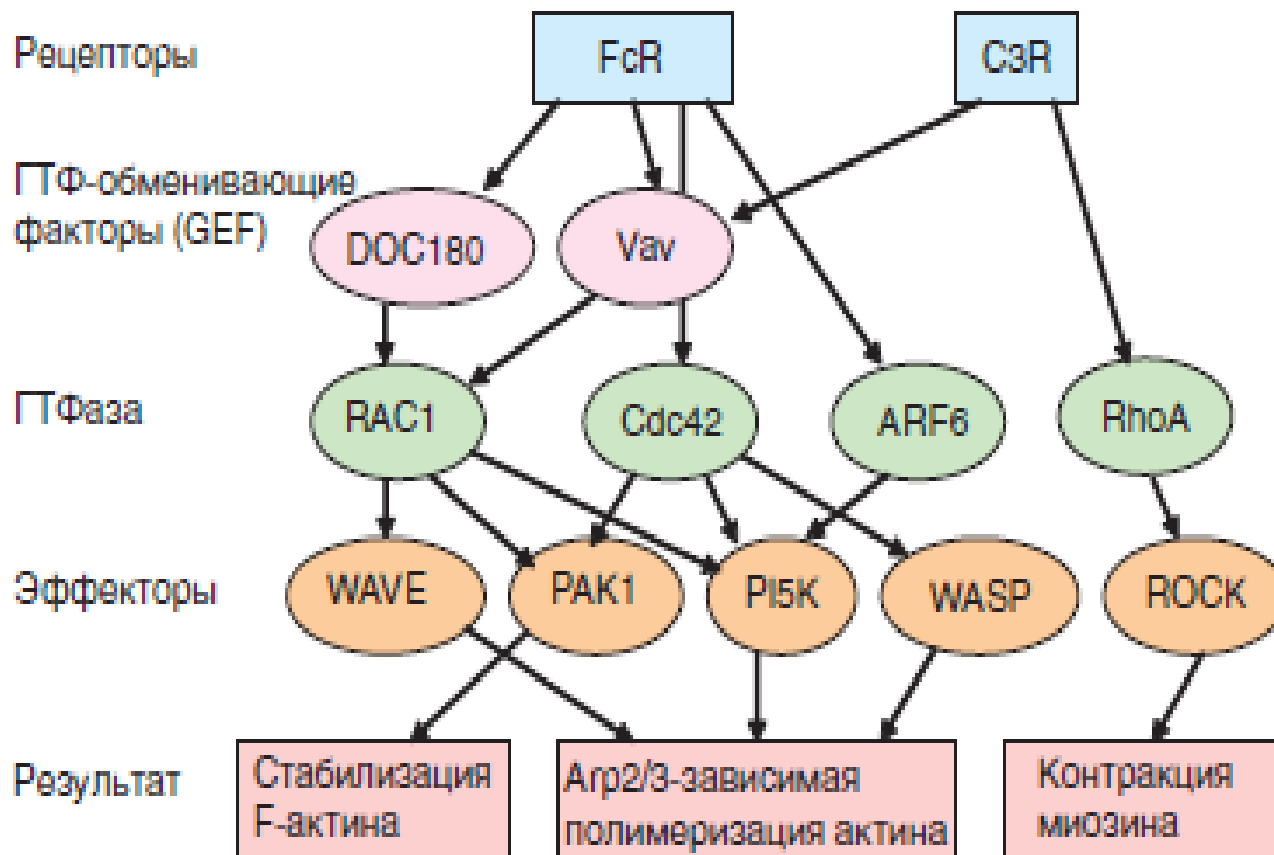 Рецепторы
FcR
C3R
ГТФ-обменивающие
факторы (GEF)
DOC180
Vav
ГТФаза
RAC1
Cdc42
ARF6
RhoA
Эффекторы
WAVE
PAK1
PI5K
WASP
ROCK
Результат
Стабилизация
F-актина
Arp2/3-зависимая
полимеризация актина
Контракция
миозина